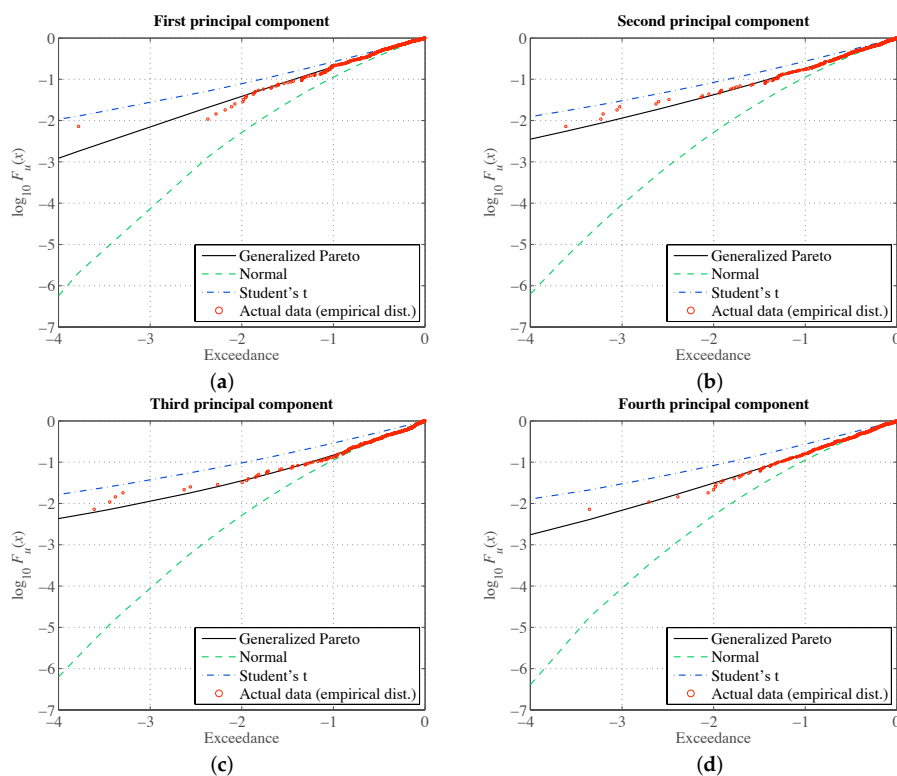 First principal component
0
−1
−2
−3
−4
−5
−6
−7
log10 Fu(x)
Generalized Pareto
Normal
Student's t
Actual data (empirical dist.)
−4 −3 −2 −1 0
Exceedance
(a)
Second principal component
0
−1
−2
−3
−4
−5
−6
−7
log10 Fu(x)
Generalized Pareto
Normal
Student's t
Actual data (empirical dist.)
−4 −3 −2 −1 0
Exceedance
(b)
Third principal component
0
−1
−2
−3
−4
−5
−6
−7
log10 Fu(x)
Generalized Pareto
Normal
Student's t
Actual data (empirical dist.)
−4 −3 −2 −1 0
Exceedance
(c)
Fourth principal component
0
−1
−2
−3
−4
−5
−6
−7
log10 Fu(x)
Generalized Pareto
Normal
Student's t
Actual data (empirical dist.)
−4 −3 −2 −1 0
Exceedance
(d)